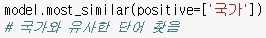 model.most_similar(positive=['국가'])
# 국가와 유사한 단어 찾음